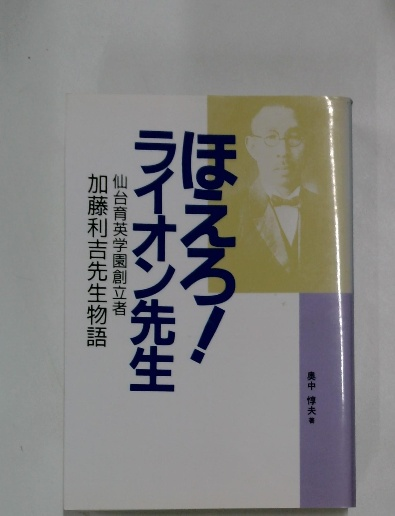 ほえろ!
ライオン先生
仙台育英学園創立者
加藤利吉先生物語
奥中 惇夫 著